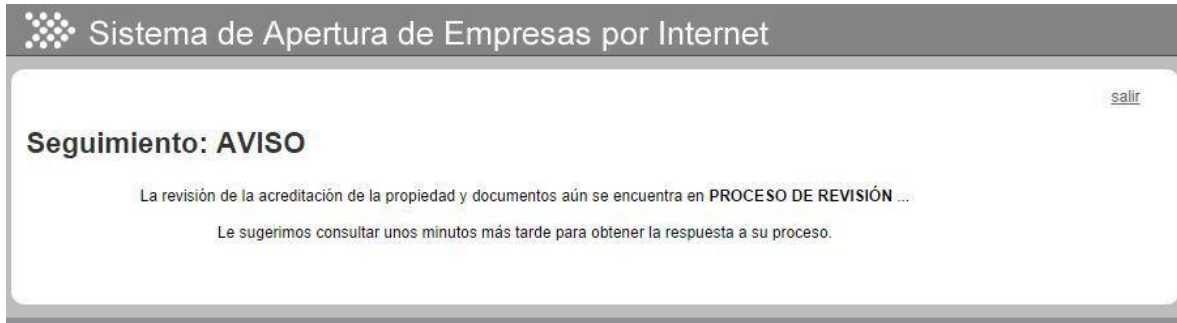 Sistema de Apertura de Empresas por Internet
salir
Seguimiento: AVISO
La revisión de la acreditación de la propiedad y documentos aún se encuentra en PROCESO DE REVISIÓN ...
Le sugerimos consultar unos minutos más tarde para obtener la respuesta a su proceso.